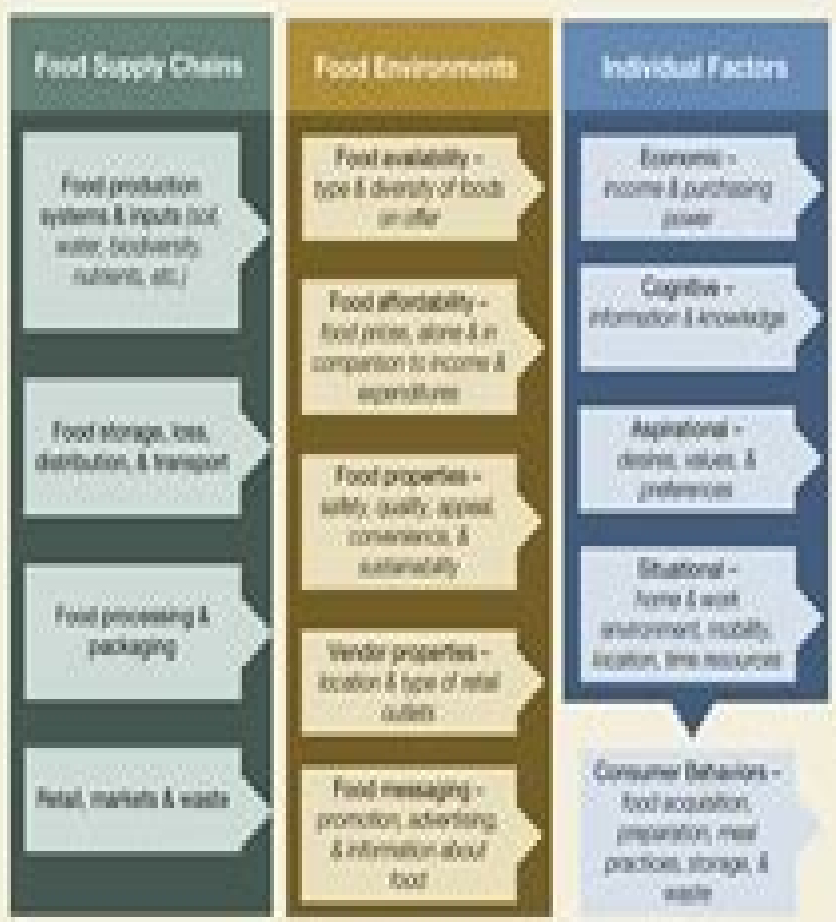 Food Supply Chains
Food production
systems & inputs (soil,
water, biodiversity,
nutrients, etc.)
Food storage, loss,
distribution, & transport
Food processing &
packaging
Retail, markets & waste
Food Environments
Food availability –
type & diversity of foods
on offer
Food affordability –
food prices, alone & in
comparion to income &
expenditures
Food properties –
safety, quality, appeal,
convenience, &
sustainability
Vendor properties –
location & type of retail
outlets
Food messaging –
promotion, advertising,
& information about
food
Individual Factors
Economic –
income & purchasing
power
Cognitive –
information & knowledge
Aspirational –
desires, values, &
preferences
Situational –
home & work
environment, mobility,
location, time resources
Consumer Behaviors –
food acquisition,
preparation, meal
practices, storage, &
waste